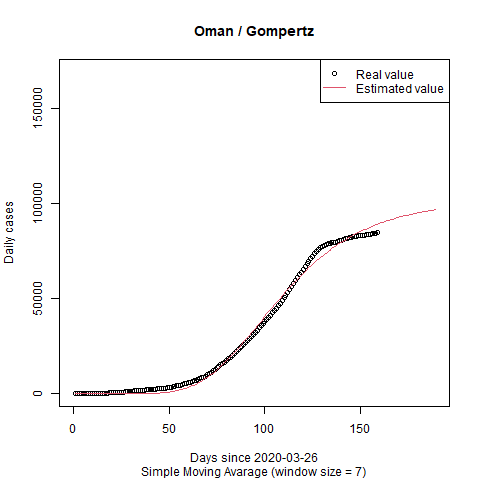 Oman / Gompertz
Real value
Estimated value
Daily cases
150000
100000
50000
0
0
50
100
150
Days since 2020-03-26
Simple Moving Avarage (window size = 7)